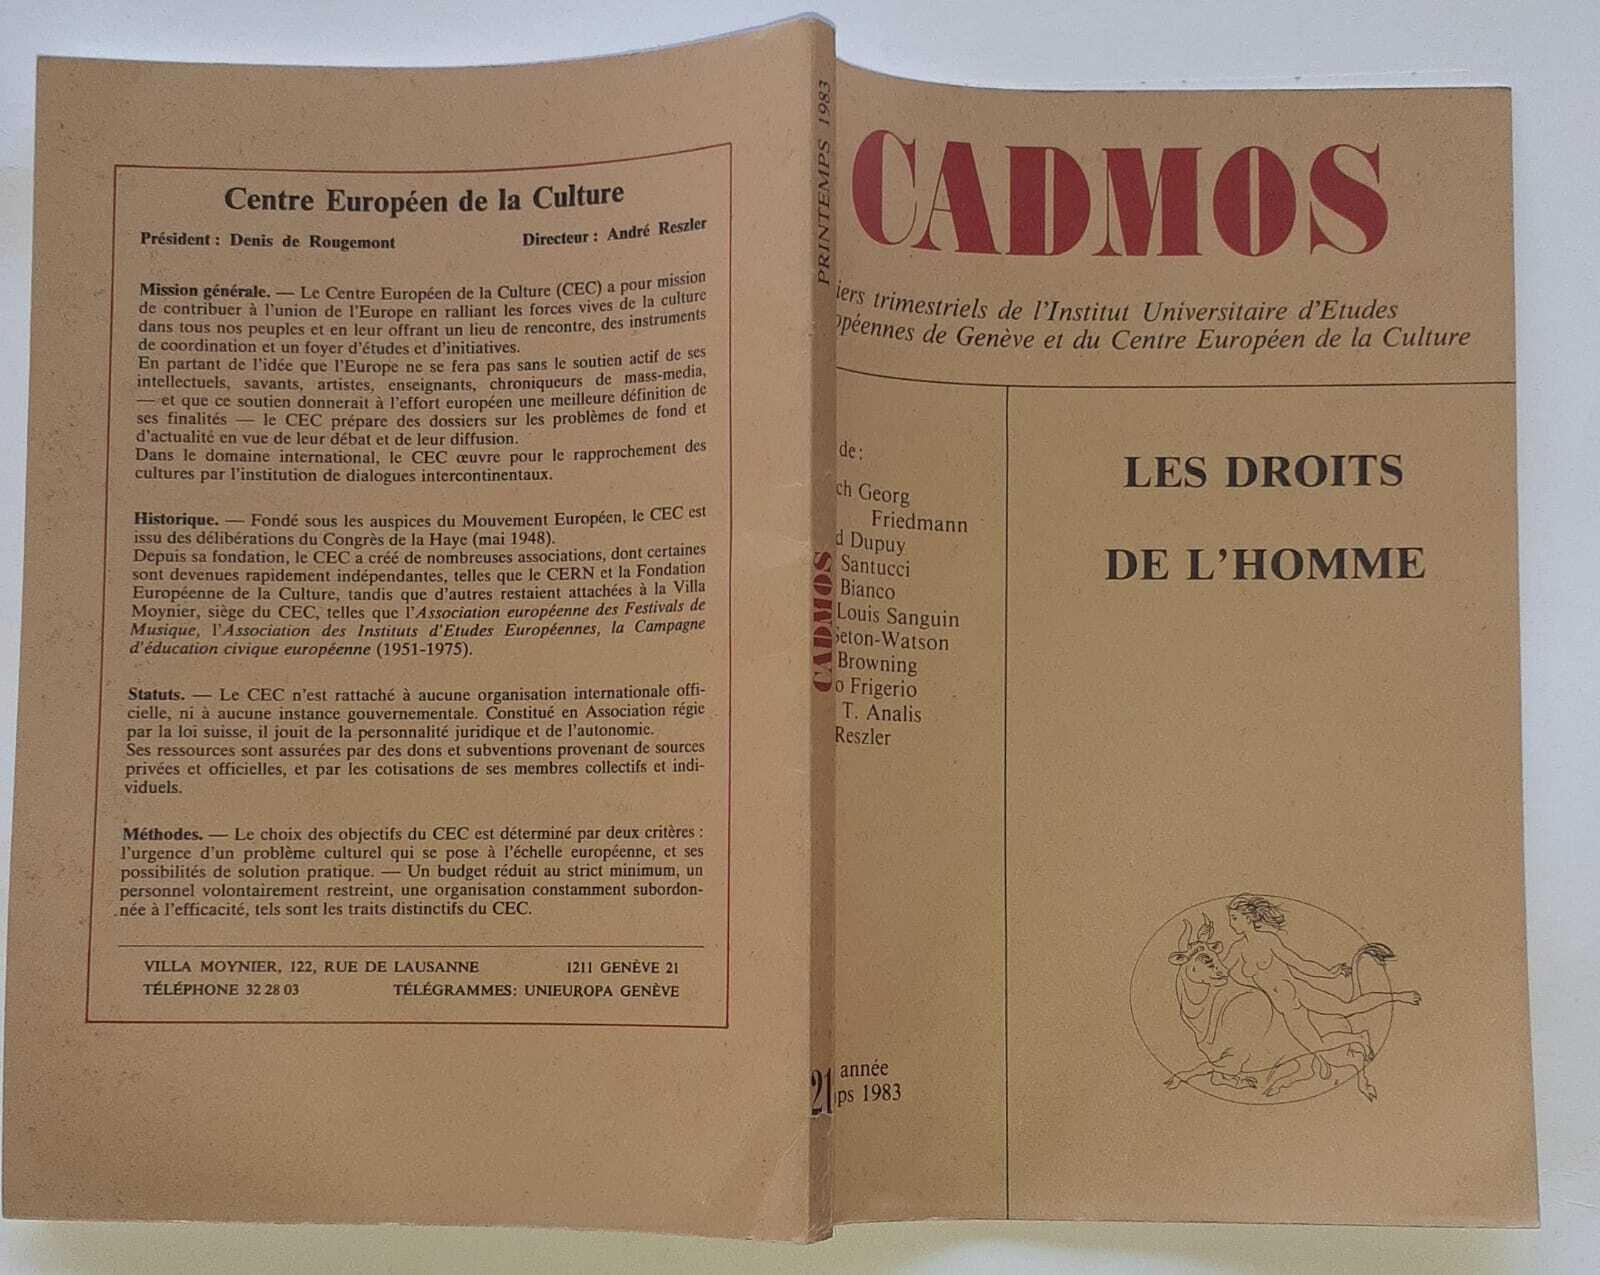 Centre Européen de la Culture
Président : Denis de Rougemont
Directeur : André Reszler
Mission générale. — Le Centre Européen de la Culture (CEC) a pour mission
de contribuer à l'union de l'Europe en ralliant les forces vives de la culture
dans tous nos peuples et en leur offrant un lieu de rencontre, des instruments
de coordination et un foyer d'études et d'initiatives.
En partant de l'idée que l'Europe ne se fera pas sans le soutien actif de ses
intellectuels, savants, artistes, enseignants, chroniqueurs de mass-media,
— et que ce soutien donnerait à l'effort européen une meilleure définition de
ses finalités — le CEC prépare des dossiers sur les problèmes de fond et
d'actualité en vue de leur débat et de leur diffusion.
Dans le domaine international, le CEC œuvre pour le rapprochement des
cultures par l'institution de dialogues intercontinentaux.
Historique. — Fondé sous les auspices du Mouvement Européen, le CEC est
issu des délibérations du Congrès de la Haye (mai 1948).
Depuis sa fondation, le CEC a créé de nombreuses associations, dont certaines
sont devenues rapidement indépendantes, telles que le CERN et la Fondation
Européenne de la Culture, tandis que d'autres restaient attachées à la Villa
Moynier, siège du CEC, telles que l'Association européenne des Festivals de
Musique, l'Association des Instituts d'Etudes Européennes, la Campagne
d'éducation civique européenne (1951-1975).
Statuts. — Le CEC n'est rattaché à aucune organisation internationale offi-
cielle, ni à aucune instance gouvernementale. Constitué en Association régie
par la loi suisse, il jouit de la personnalité juridique et de l'autonomie.
Ses ressources sont assurées par des dons et subventions provenant de sources
privées et officielles, et par les cotisations de ses membres collectifs et indi-
viduels.
Méthodes. — Le choix des objectifs du CEC est déterminé par deux critères :
l'urgence d'un problème culturel qui se pose à l'échelle européenne, et ses
possibilités de solution pratique. — Un budget réduit au strict minimum, un
personnel volontairement restreint, une organisation constamment subordon-
née à l'efficacité, tels sont les traits distinctifs du CEC.
VILLA MOYNIER, 122, RUE DE LAUSANNE 1211 GENÈVE 21
TÉLÉPHONE 32 28 03 TÉLÉGRAMMES: UNIEUROPA GENÈVE
PRINTEMPS 1983
CADMOS
21
CADMOS
iers trimestriels de l'Institut Universitaire d'Etudes
opéennes de Genève et du Centre Européen de la Culture
de :
ch Georg
Friedmann
d Dupuy
Santucci
Bianco
Louis Sanguin
Seton-Watson
Browning
o Frigerio
T. Analis
Reszler
année
ps 1983
LES DROITS
DE L'HOMME